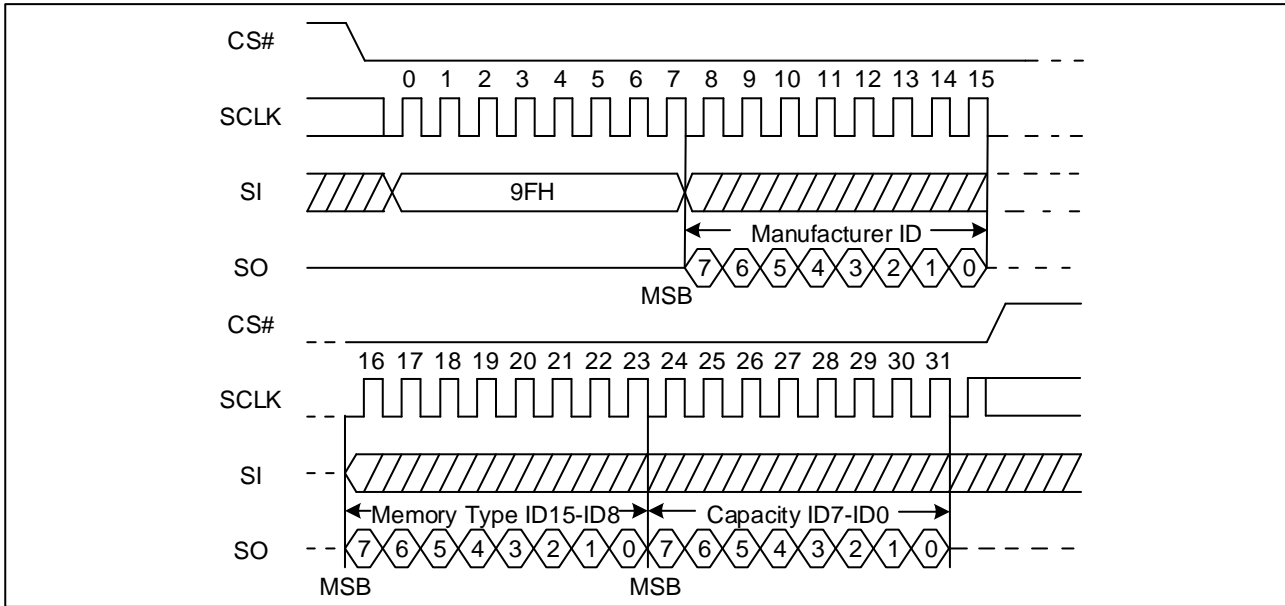 CS#
0 1 2 3 4 5 6 7 8 9 10 11 12 13 14 15
SCLK
SI 9FH
Manufacturer ID
SO 7 6 5 4 3 2 1 0
MSB
CS#
16 17 18 19 20 21 22 23 24 25 26 27 28 29 30 31
SCLK
SI
Memory Type ID15-ID8 Capacity ID7-ID0
SO 7 6 5 4 3 2 1 0 7 6 5 4 3 2 1 0
MSB MSB